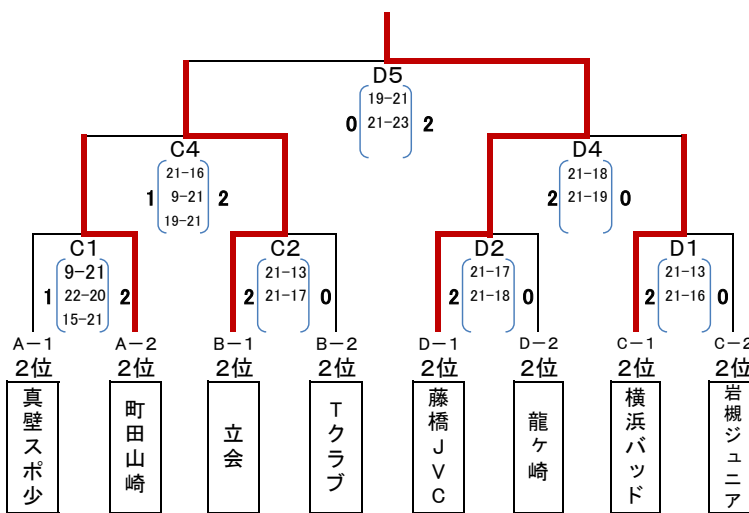 D5
19-21
0 21-23 2
C4
21-16
1 9-21 2
19-21
D4
21-18
2 21-19 0
C1
9-21
1 22-20 2
15-21
C2
21-13
2 21-17 0
D2
21-17
2 21-18 0
D1
21-13
2 21-16 0
A-1 A-2 B-1 B-2 D-1 D-2 C-1 C-2
2位 2位 2位 2位 2位 2位 2位 2位
真壁スポ少
町田山崎
立会
Tクラブ
藤橋JVC
龍ヶ崎
横浜バッド
岩槻ジュニア